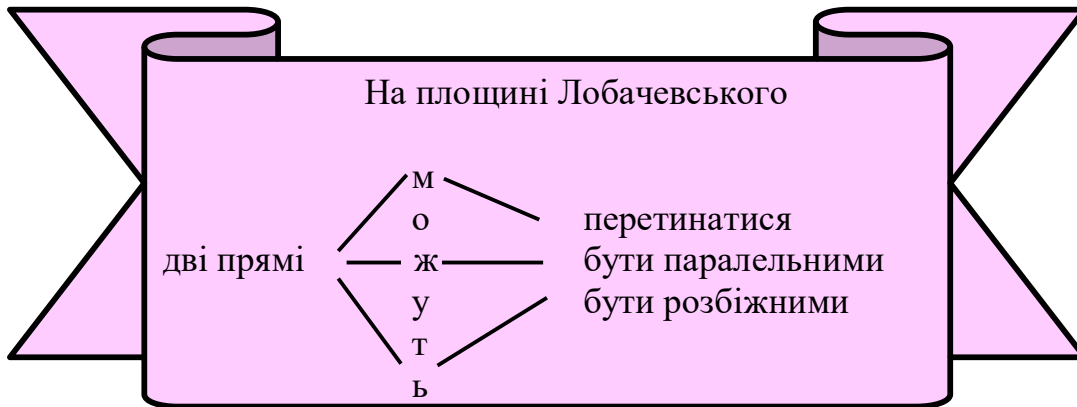 На площині Лобачевського
м
о перетинатися
дві прямі ж бути паралельними
у бути розбіжними
т
ь